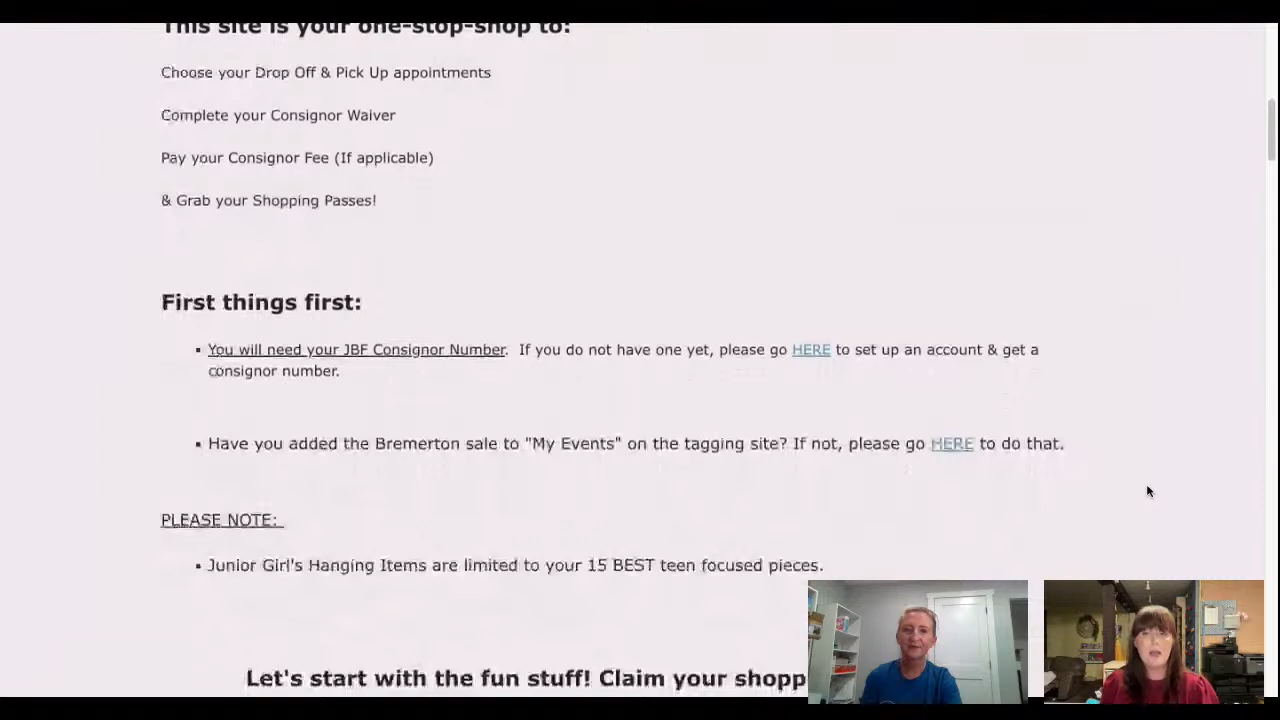 This site is your one-stop-shop to:
Choose your Drop Off & Pick Up appointments
Complete your Consignor Waiver
Pay your Consignor Fee (If applicable)
& Grab your Shopping Passes!
First things first:
▪ You will need your JBF Consignor Number. If you do not have one yet, please go HERE to set up an account & get a
consignor number.
▪ Have you added the Bremerton sale to "My Events" on the tagging site? If not, please go HERE to do that.
PLEASE NOTE:
▪ Junior Girl's Hanging Items are limited to your 15 BEST teen focused pieces.
Let's start with the fun stuff! Claim your shopp